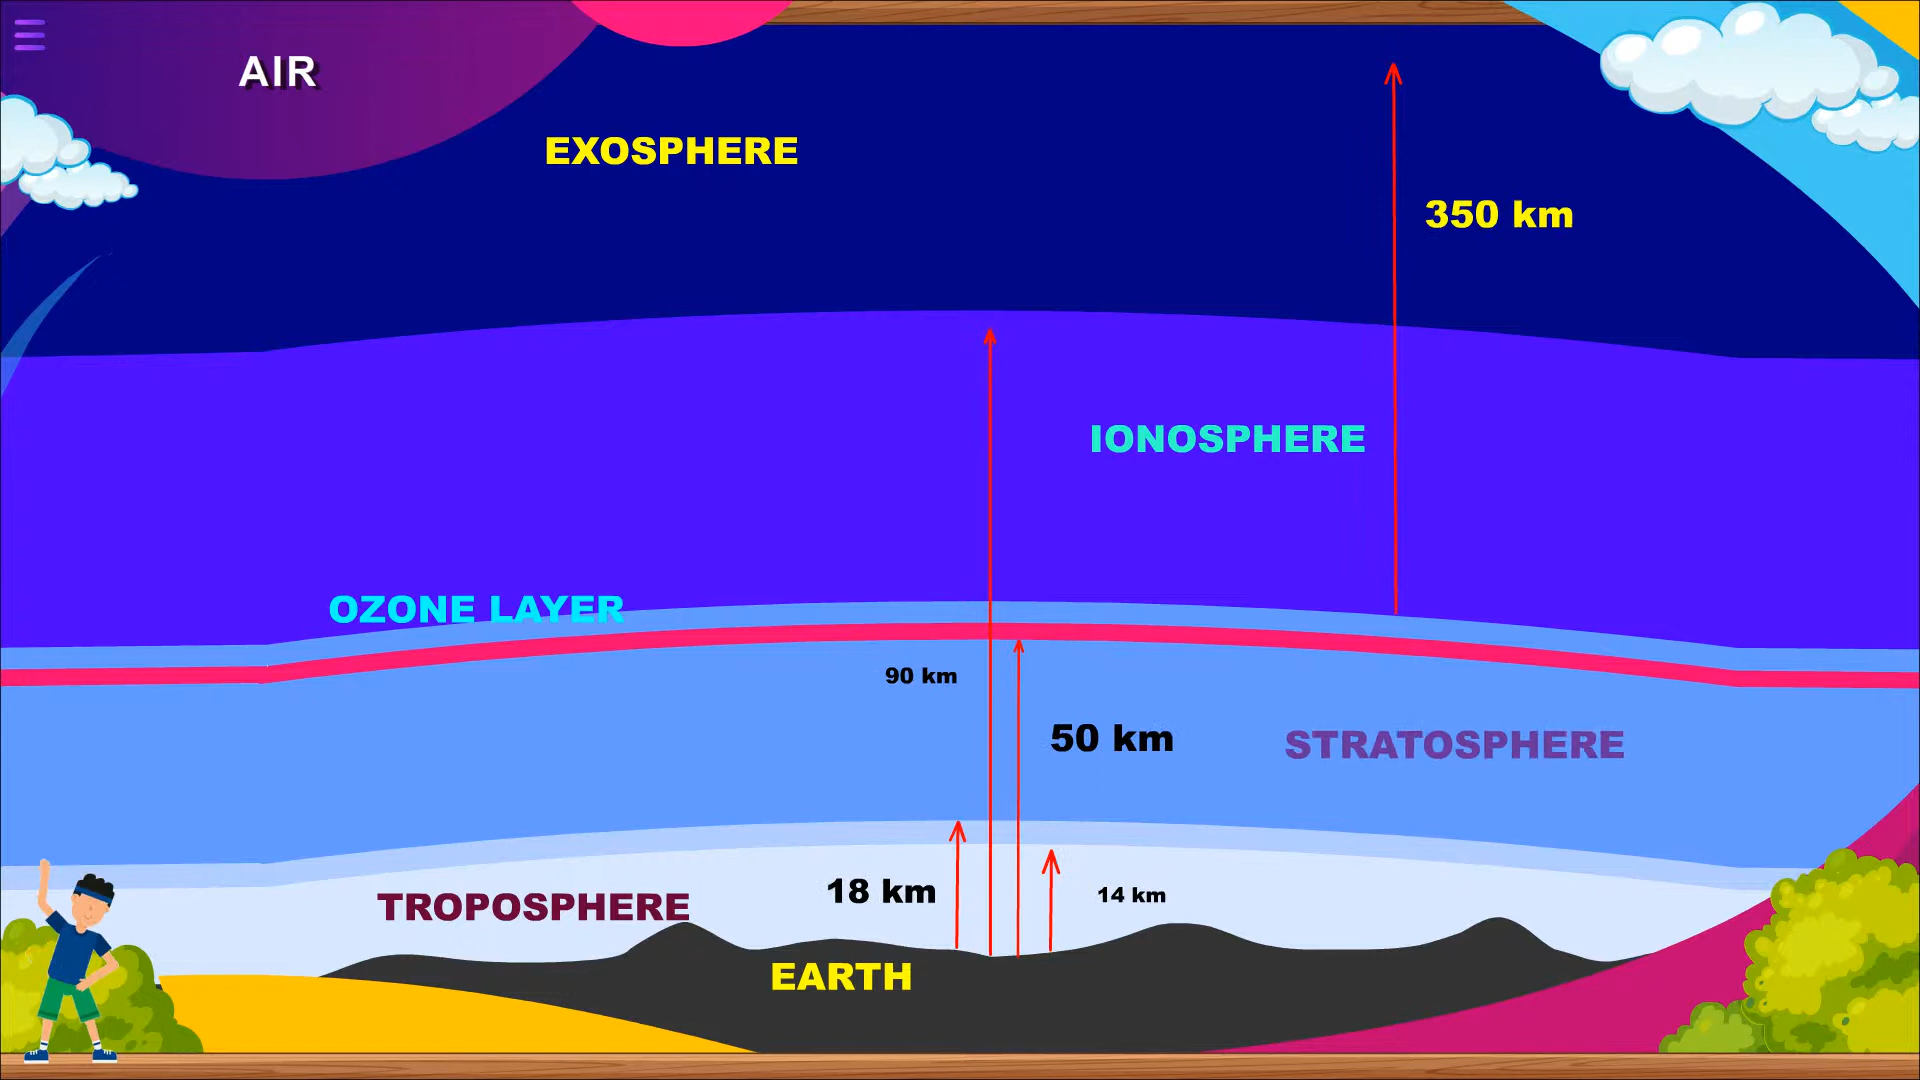 AIR
EXOSPHERE
350 km
IONOSPHERE
OZONE LAYER
90 km
50 km
STRATOSPHERE
18 km
14 km
TROPOSPHERE
EARTH